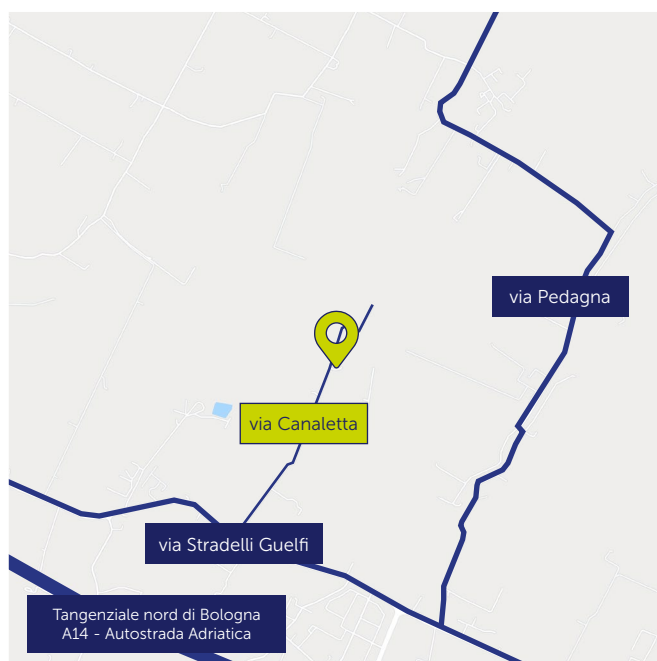 via Pedagna
via Canaletta
via Stradelli Guelfi
Tangenziale nord di Bologna
A14 - Autostrada Adriatica